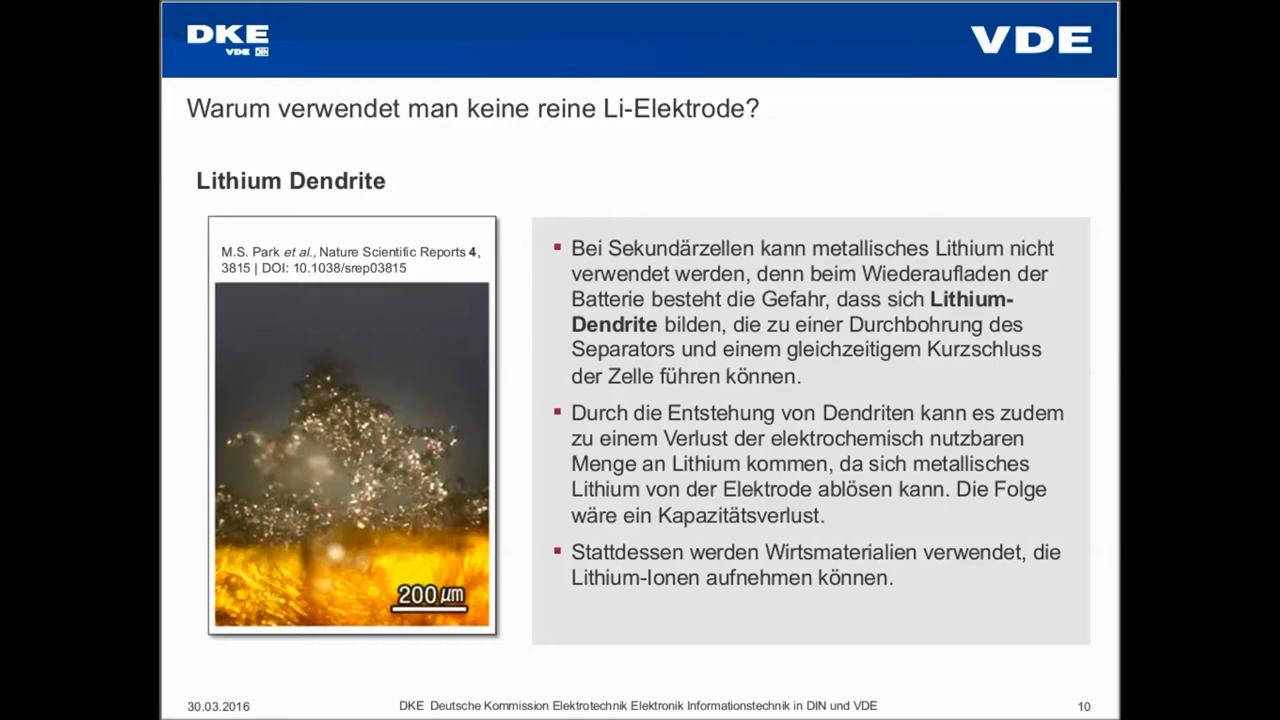 DKE
VDE DIN
VDE
Warum verwendet man keine reine Li-Elektrode?
Lithium Dendrite
M.S. Park et al., Nature Scientific Reports 4,
3815 | DOI: 10.1038/srep03815
200 µm
▪ Bei Sekundärzellen kann metallisches Lithium nicht
verwendet werden, denn beim Wiederaufladen der
Batterie besteht die Gefahr, dass sich Lithium-
Dendrite bilden, die zu einer Durchbohrung des
Separators und einem gleichzeitigem Kurzschluss
der Zelle führen können.
▪ Durch die Entstehung von Dendriten kann es zudem
zu einem Verlust der elektrochemisch nutzbaren
Menge an Lithium kommen, da sich metallisches
Lithium von der Elektrode ablösen kann. Die Folge
wäre ein Kapazitätsverlust.
▪ Stattdessen werden Wirtsmaterialien verwendet, die
Lithium-Ionen aufnehmen können.
30.03.2016
DKE Deutsche Kommission Elektrotechnik Elektronik Informationstechnik in DIN und VDE
10